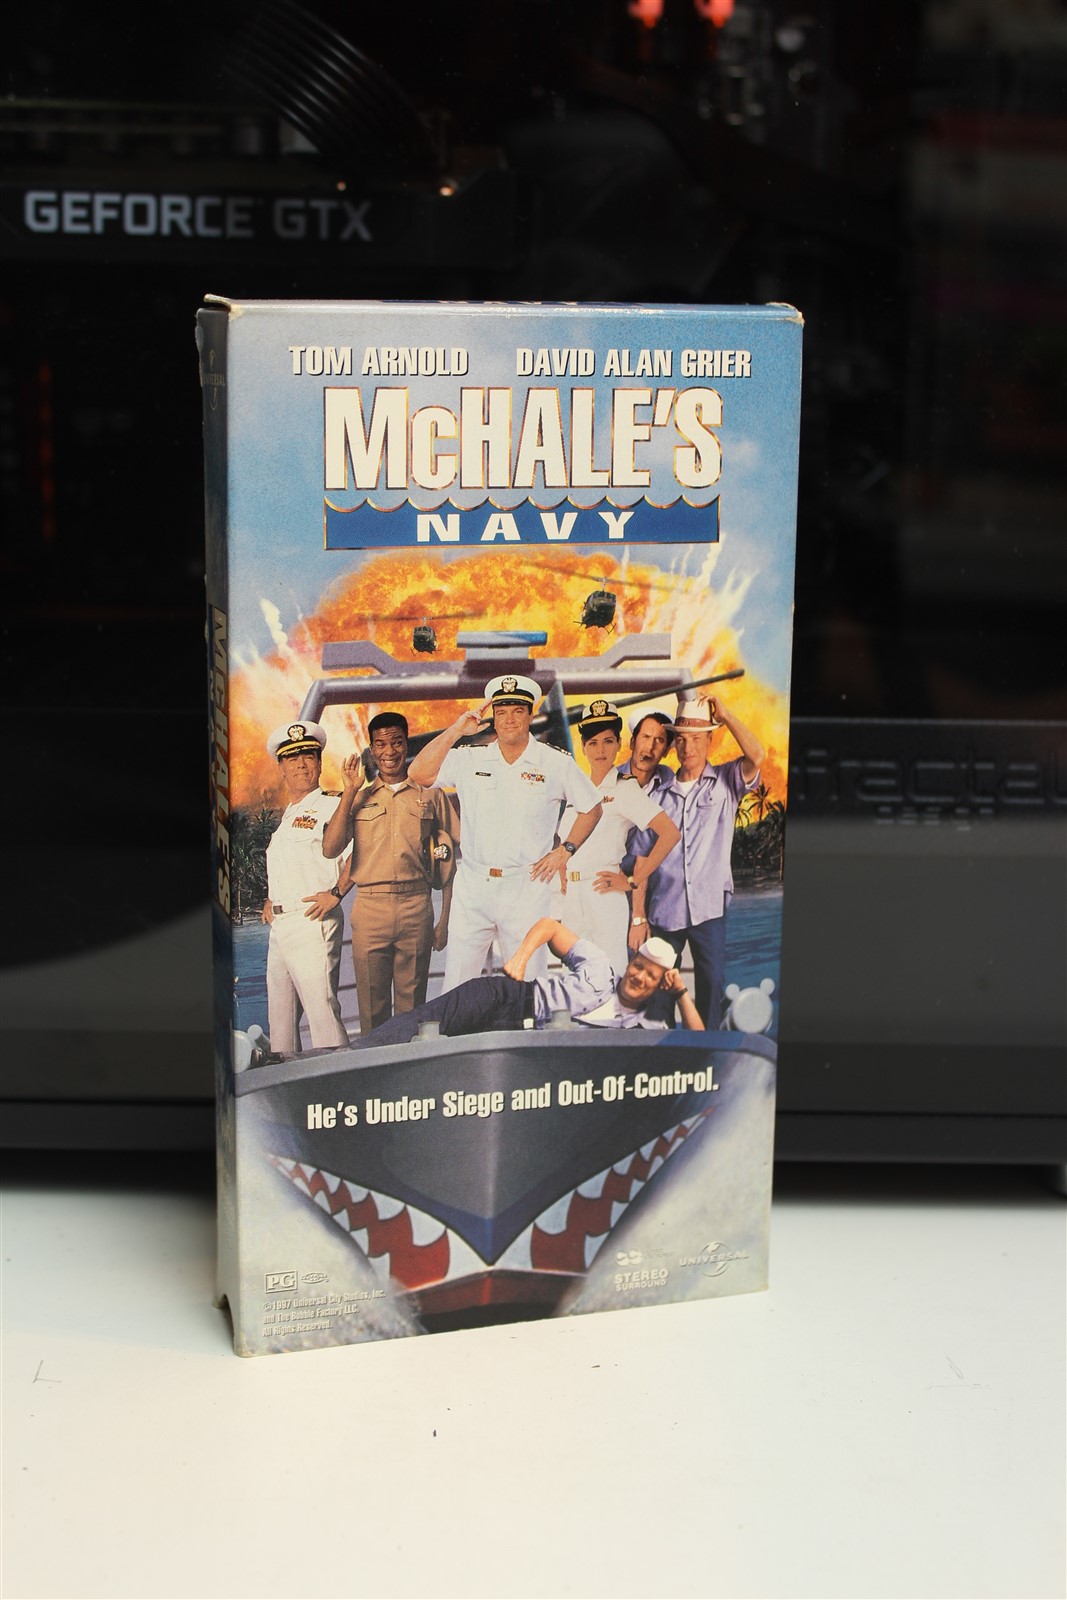 GEFORCE GTX
TOM ARNOLD DAVID ALAN GRIER
McHALE'S
NAVY
McHALE'S
fractal
He's Under Siege and Out-Of-Control.
PG
STEREO
SURROUND
UNIVERSAL
©1997 Universal City Studios, Inc.
and The Bubble Factory LLC.
All Rights Reserved.